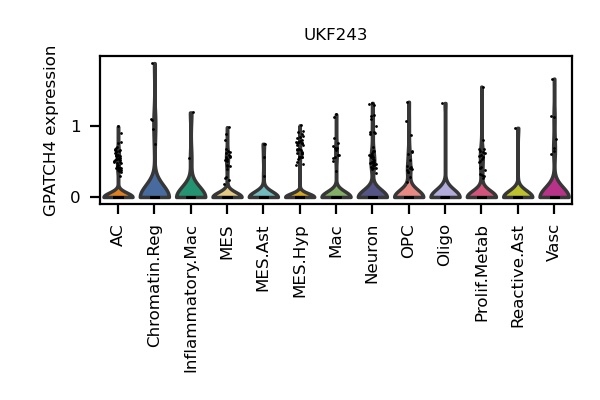 UKF243
GPATCH4 expression
1
0
AC
Chromatin.Reg
Inflammatory.Mac
MES
MES.Ast
MES.Hyp
Mac
Neuron
OPC
Oligo
Prolif.Metab
Reactive.Ast
Vasc